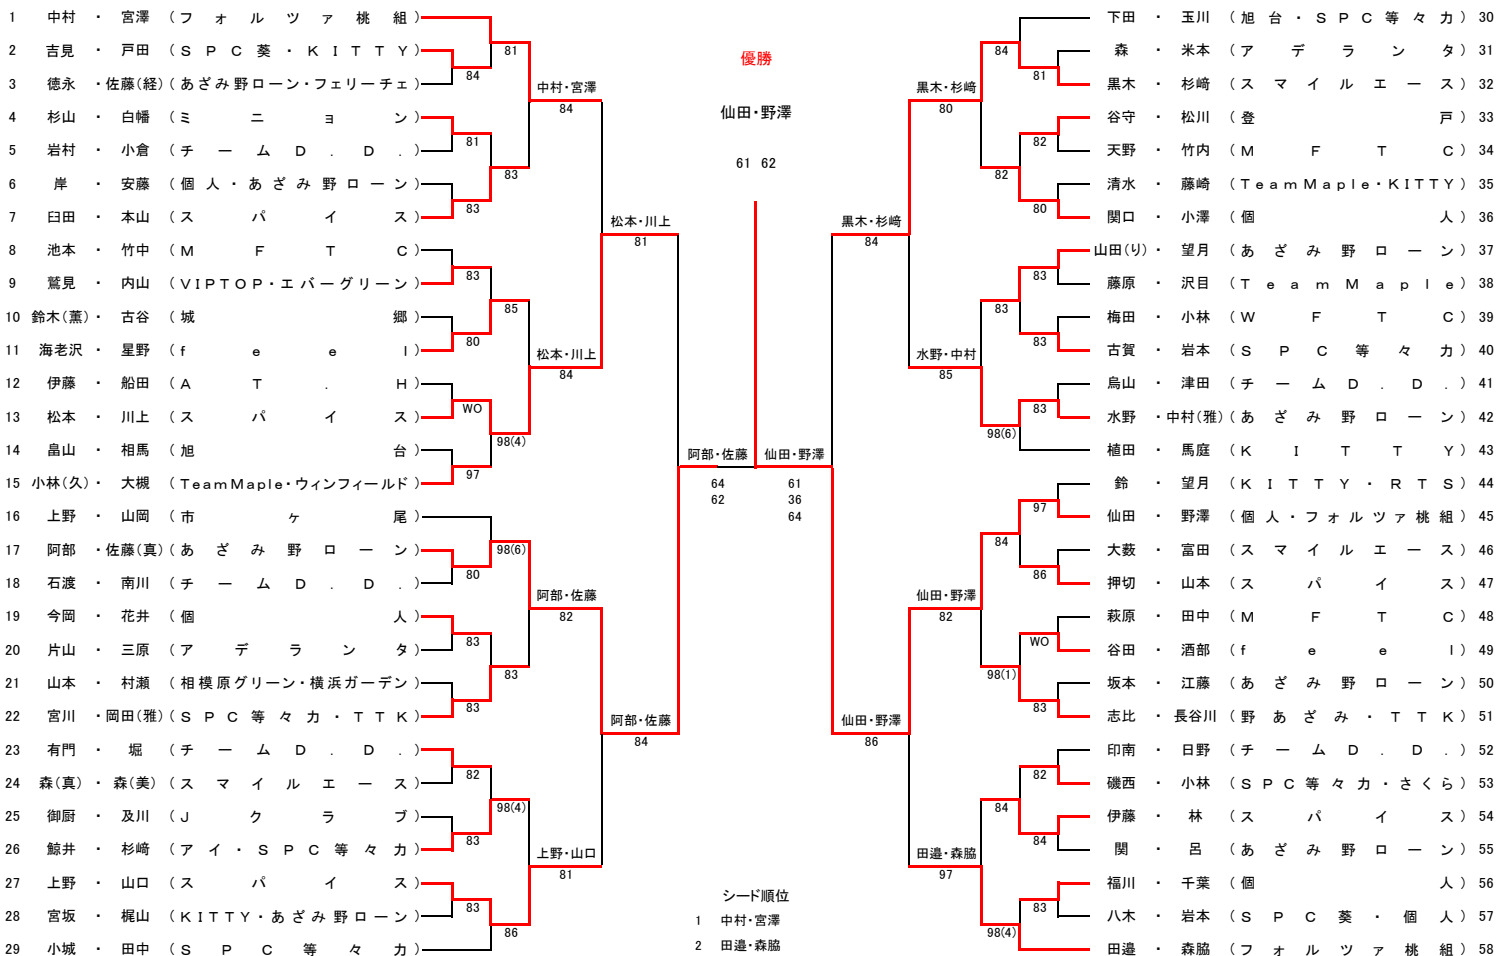 1 中村 ・ 宮澤 (フォルツァ桃組)
2 吉見 ・ 戸田 (SPC葵・KITTY)
3 徳永 ・佐藤(経) (あざみ野ローン・フェリーチェ)
4 杉山 ・ 白幡 (ミニョン)
5 岩村 ・ 小倉 (チームD.D.)
6 岸 ・ 安藤 (個人・あざみ野ローン)
7 臼田 ・ 本山 (スパイス)
8 池本 ・ 竹中 (MFTC)
9 鷲見 ・ 内山 (VIPTOP・エバーグリーン)
10 鈴木(薫)・ 古谷 (城郷)
11 海老沢 ・ 星野 (feel)
12 伊藤 ・ 船田 (AT.H)
13 松本 ・ 川上 (スパイス)
14 畠山 ・ 相馬 (旭台)
15 小林(久)・ 大槻 (TeamMaple・ウィンフィールド)
16 上野 ・ 山岡 (市ヶ尾)
17 阿部 ・佐藤(真) (あざみ野ローン)
18 石渡 ・ 南川 (チームD.D.)
19 今岡 ・ 花井 (個人)
20 片山 ・ 三原 (アデランタ)
21 山本 ・ 村瀬 (相模原グリーン・横浜ガーデン)
22 宮川 ・岡田(雅) (SPC等々力・TTK)
23 有門 ・ 堀 (チームD.D.)
24 森(真) ・ 森(美) (スマイルエース)
25 御厨 ・ 及川 (Jクラブ)
26 鯨井 ・ 杉﨑 (アイ・SPC等々力)
27 上野 ・ 山口 (スパイス)
28 宮坂 ・ 梶山 (KITTY・あざみ野ローン)
29 小城 ・ 田中 (SPC等々力)
84
81
83
83
80
WO
97
80
83
83
82
83
83
81
83
85
98(4)
98(6)
83
98(4)
86
中村・宮澤
84
松本・川上
84
阿部・佐藤
82
上野・山口
81
松本・川上
81
阿部・佐藤
84
阿部・佐藤
64
62
優勝
仙田・野澤
61 62
仙田・野澤
61
36
64
シード順位
1 中村・宮澤
2 田邉・森脇
黒木・杉﨑
84
仙田・野澤
86
黒木・杉﨑
80
水野・中村
85
仙田・野澤
82
田邉・森脇
97
84
82
83
98(6)
84
98(1)
84
98(4)
81
82
80
83
83
83
97
86
WO
83
82
84
83
下田 ・ 玉川 (旭台・SPC等々力) 30
森 ・ 米本 (アデランタ) 31
黒木 ・ 杉﨑 (スマイルエース) 32
谷守 ・ 松川 (登戸) 33
天野 ・ 竹内 (MFTC) 34
清水 ・ 藤崎 (TeamMaple・KITTY) 35
関口 ・ 小澤 (個人) 36
山田(り)・ 望月 (あざみ野ローン) 37
藤原 ・ 沢目 (TeamMaple) 38
梅田 ・ 小林 (WFTC) 39
古賀 ・ 岩本 (SPC等々力) 40
烏山 ・ 津田 (チームD.D.) 41
水野 ・中村(雅) (あざみ野ローン) 42
植田 ・ 馬庭 (KITTY) 43
鈴 ・ 望月 (KITTY・RTS) 44
仙田 ・ 野澤 (個人・フォルツァ桃組) 45
大薮 ・ 富田 (スマイルエース) 46
押切 ・ 山本 (スパイス) 47
萩原 ・ 田中 (MFTC) 48
谷田 ・ 酒部 (feel) 49
坂本 ・ 江藤 (あざみ野ローン) 50
志比 ・ 長谷川 (野あざみ・TTK) 51
印南 ・ 日野 (チームD.D.) 52
磯西 ・ 小林 (SPC等々力・さくら) 53
伊藤 ・ 林 (スパイス) 54
関 ・ 呂 (あざみ野ローン) 55
福川 ・ 千葉 (個人) 56
八木 ・ 岩本 (SPC葵・個人) 57
田邉 ・ 森脇 (フォルツァ桃組) 58